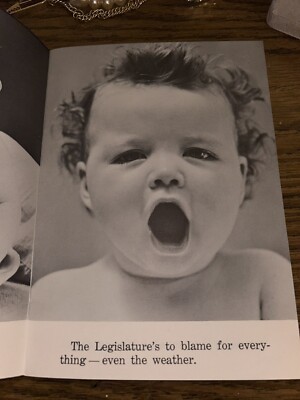 The Legislature's to blame for every-
thing — even the weather.